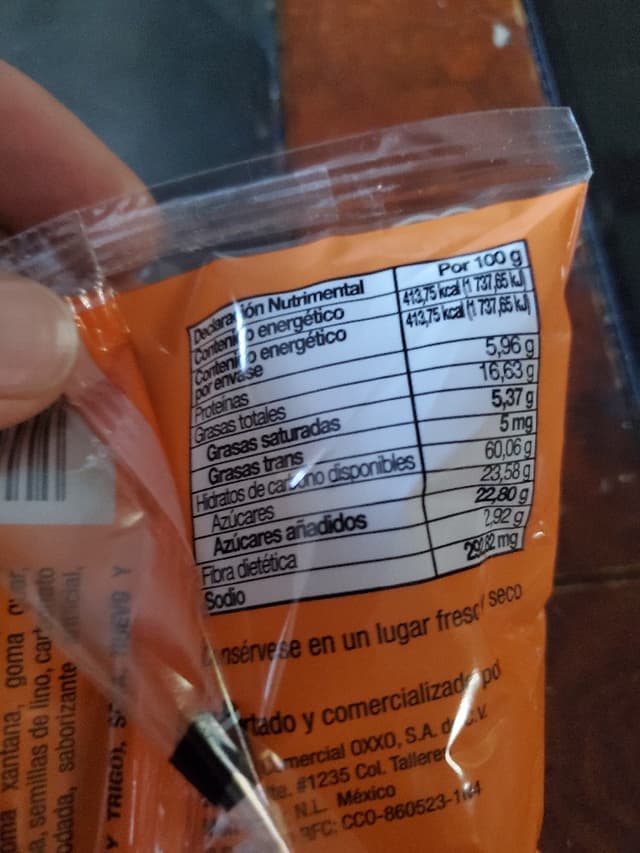 Declaración Nutrimental Por 100 g
Contenido energético 413,75 kcal (1 737,65 kJ)
Contenido energético
por envase 413,75 kcal (1 737,65 kJ)
Proteínas 5,96 g
Grasas totales 16,63 g
Grasas saturadas 5,37 g
Grasas trans 5 mg
Hidratos de carbono disponibles 60,06 g
Azúcares 23,58 g
Azúcares añadidos 22,80 g
Fibra dietética 2,92 g
Sodio mg
Consérvese en un lugar fresco seco
y comercializado po
Comercial OXXO, S.A. de C.V.
#1235 Col. Talleres
N.L. México
RFC: CCO-860523-1
xantana, goma
semillas de lino,
saborizante
Y TRIGO), Y